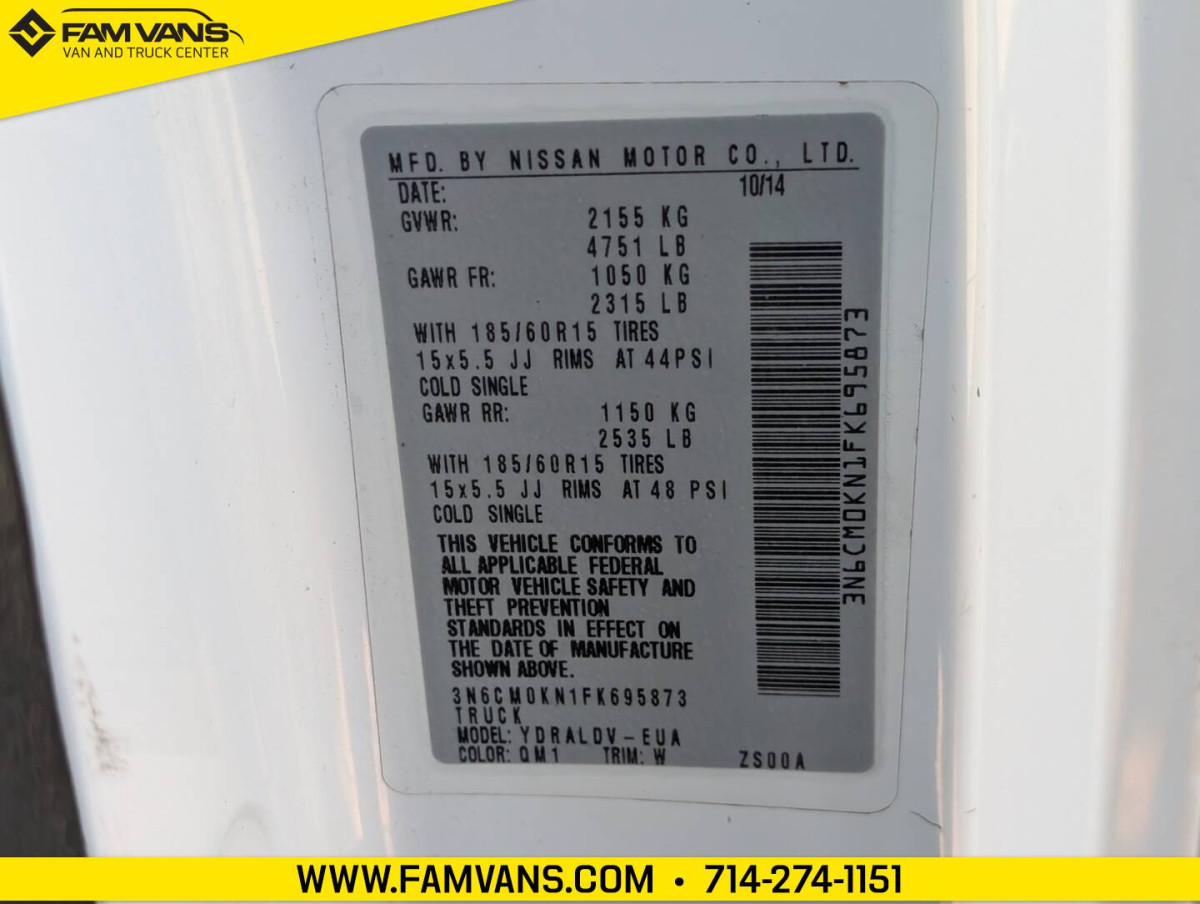 FAM VANS
VAN AND TRUCK CENTER
MFD. BY NISSAN MOTOR CO., LTD.
DATE: 10/14
GVWR: 2155 KG
4751 LB
GAWR FR: 1050 KG
2315 LB
WITH 185/60R15 TIRES
15x5.5 JJ RIMS AT 44PSI
COLD SINGLE
GAWR RR: 1150 KG
2535 LB
WITH 185/60R15 TIRES
15x5.5 JJ RIMS AT 48 PSI
COLD SINGLE
THIS VEHICLE CONFORMS TO
ALL APPLICABLE FEDERAL
MOTOR VEHICLE SAFETY AND
THEFT PREVENTION
STANDARDS IN EFFECT ON
THE DATE OF MANUFACTURE
SHOWN ABOVE.
3N6CM0KN1FK695873
TRUCK
MODEL: YDRALDV-EUA
COLOR: QM1 TRIM: W ZS00A
3N6CM0KN1FK695873
WWW.FAMVANS.COM • 714-274-1151